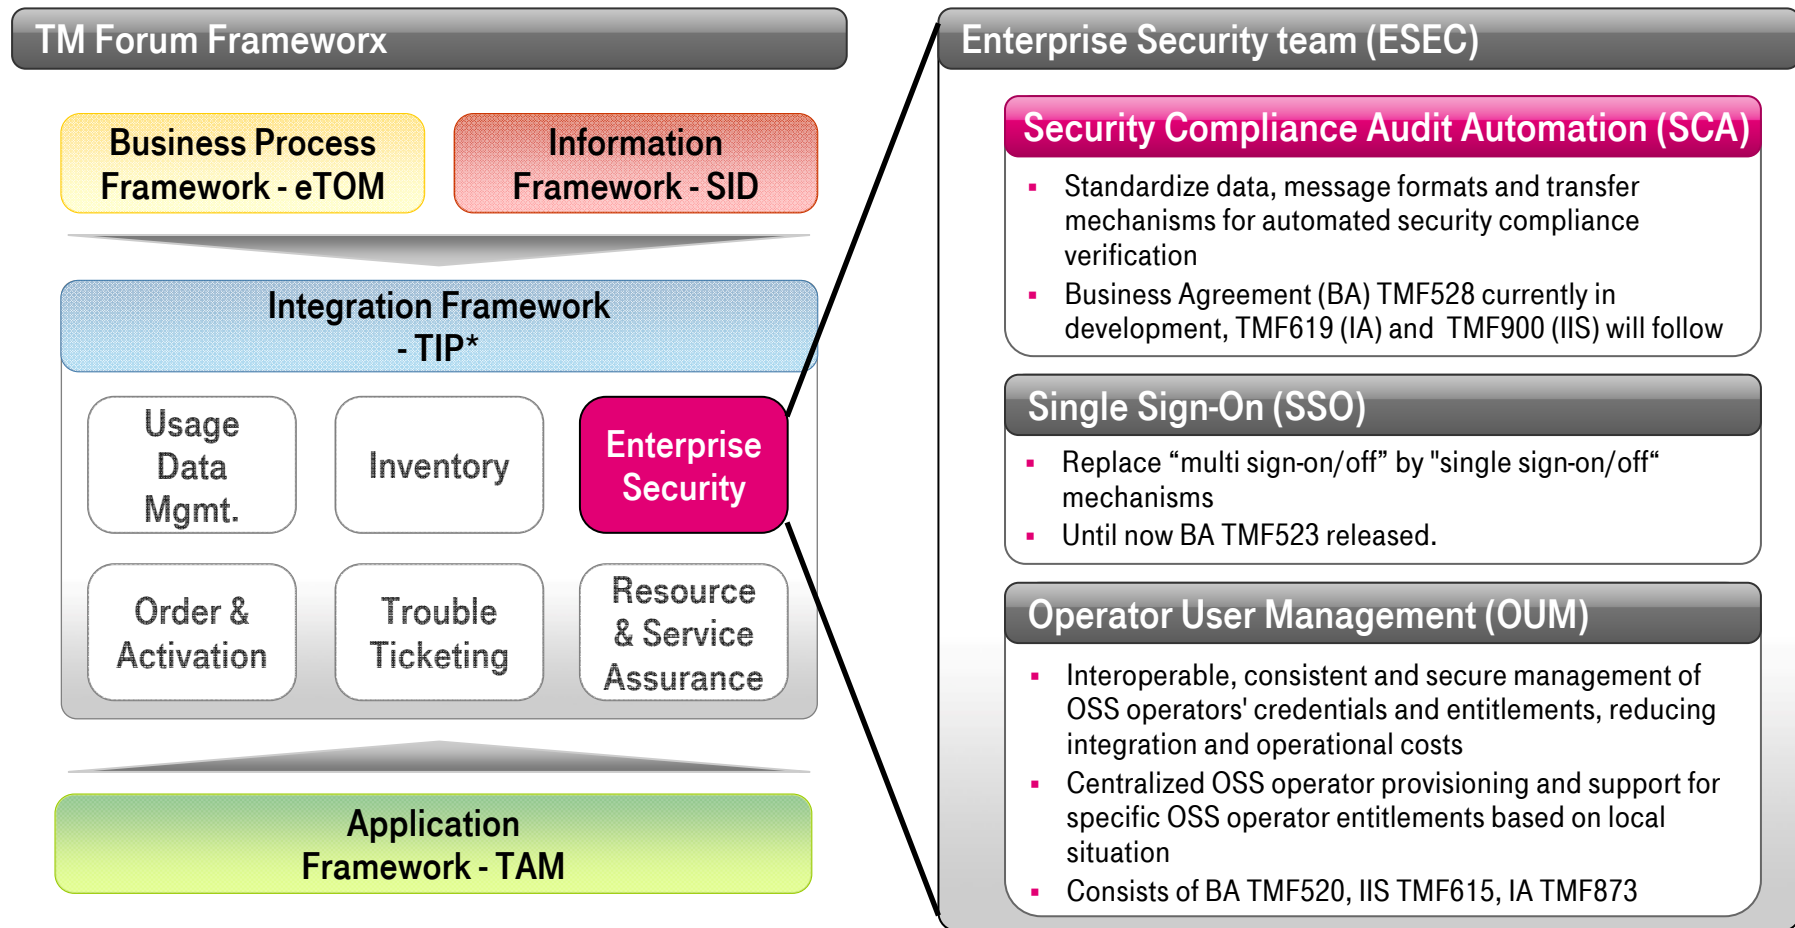 TM Forum Frameworx
Business Process
Framework - eTOM
Information
Framework - SID
Integration Framework
- TIP*
Usage
Data
Mgmt.
Inventory
Enterprise
Security
Order &
Activation
Trouble
Ticketing
Resource
& Service
Assurance
Application
Framework - TAM
Enterprise Security team (ESEC)
Security Compliance Audit Automation (SCA)
▪ Standardize data, message formats and transfer
mechanisms for automated security compliance
verification
▪ Business Agreement (BA) TMF528 currently in
development, TMF619 (IA) and TMF900 (IIS) will follow
Single Sign-On (SSO)
▪ Replace “multi sign-on/off” by "single sign-on/off“
mechanisms
▪ Until now BA TMF523 released.
Operator User Management (OUM)
▪ Interoperable, consistent and secure management of
OSS operators' credentials and entitlements, reducing
integration and operational costs
▪ Centralized OSS operator provisioning and support for
specific OSS operator entitlements based on local
situation
▪ Consists of BA TMF520, IIS TMF615, IA TMF873